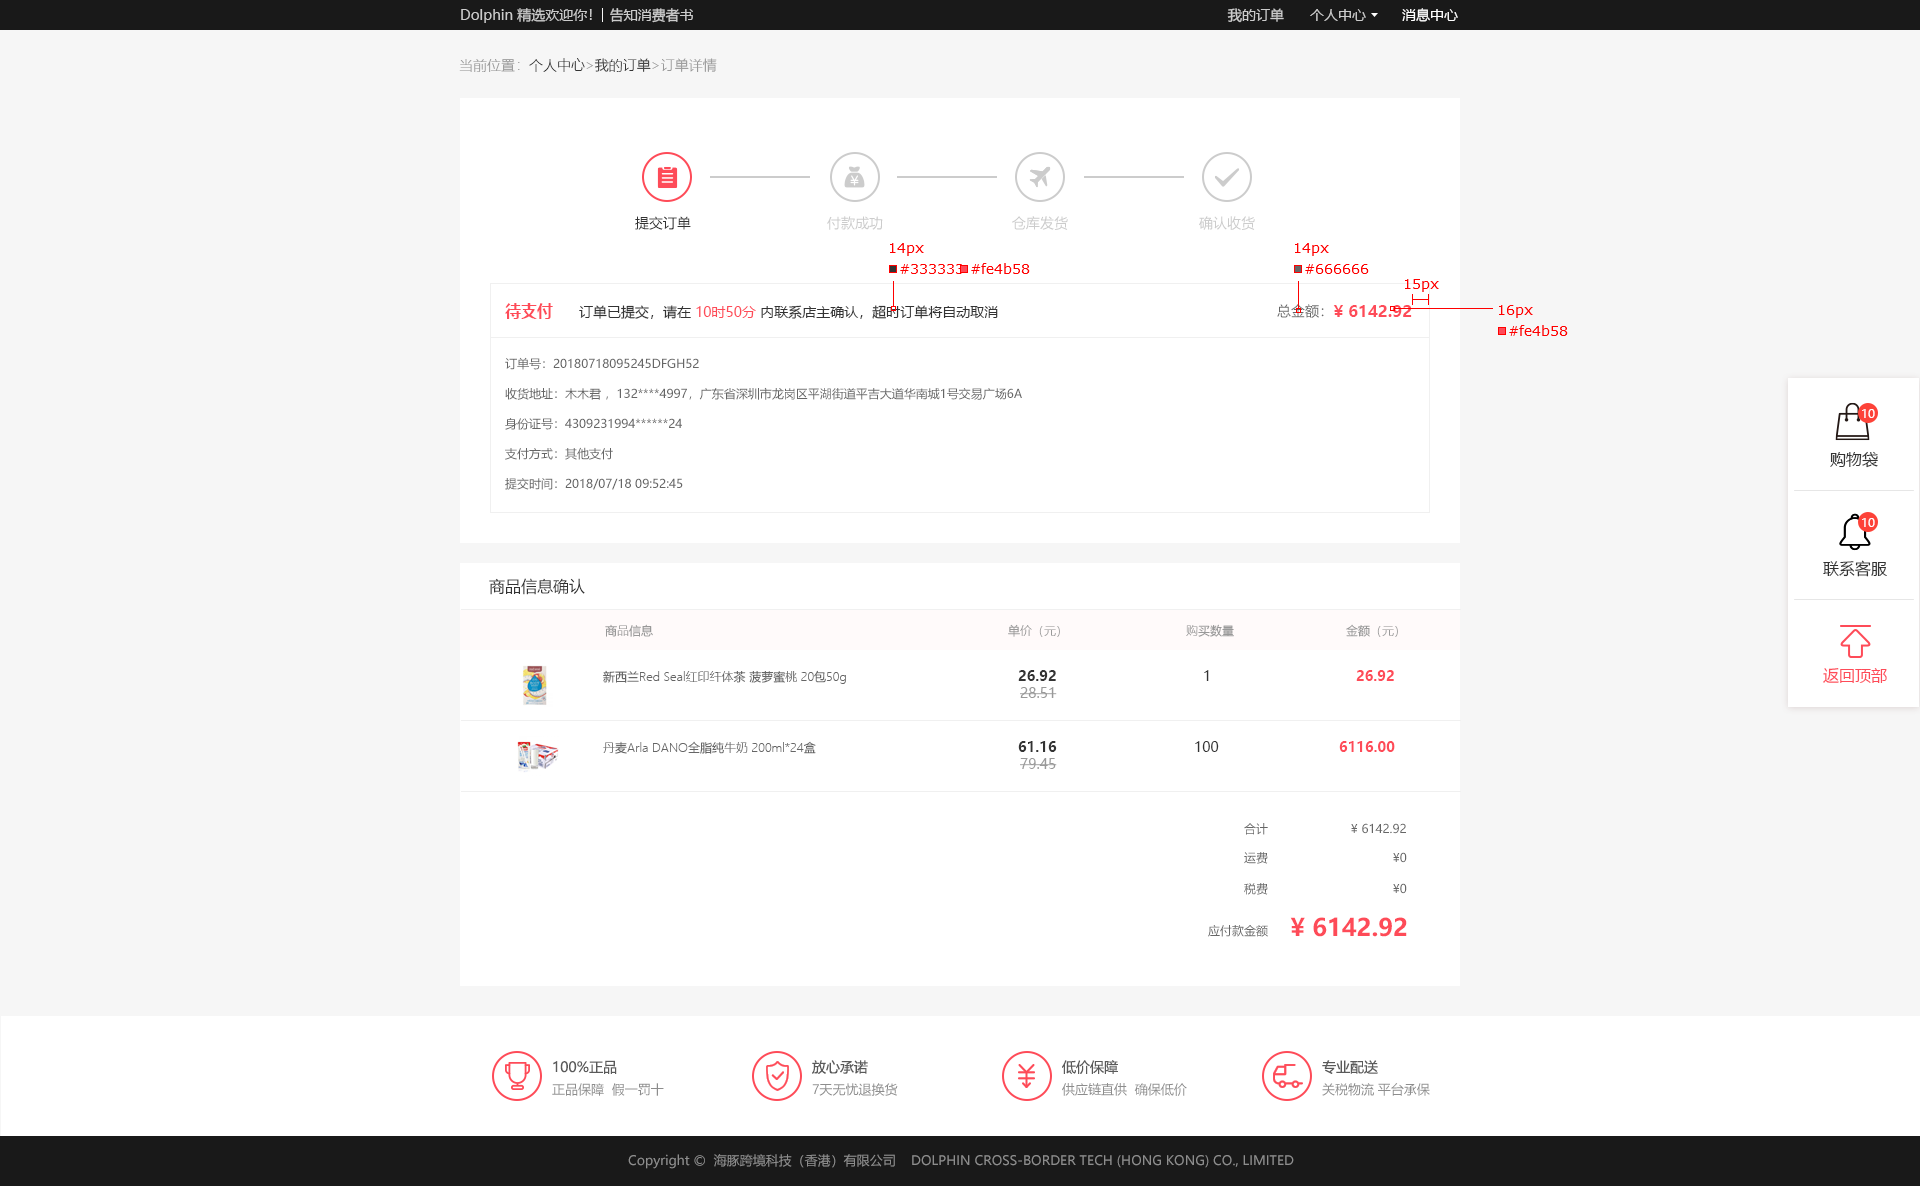 Dolphin 精选欢迎你！| 告知消费者书
我的订单 个人中心 消息中心
当前位置：个人中心>我的订单>订单详情
提交订单 付款成功 仓库发货 确认收货
14px
#333333 #fe4b58
14px
#666666
15px
待支付 订单已提交，请在 10时50分 内联系店主确认，超时订单将自动取消 总金额：¥ 6142.92
16px
#fe4b58
订单号：20180718095245DFGH52
收货地址：木木君 ，132****4997，广东省深圳市龙岗区平湖街道平吉大道华南城1号交易广场6A
身份证号：4309231994******24
支付方式：其他支付
提交时间：2018/07/18 09:52:45
10
购物袋
10
联系客服
返回顶部
商品信息确认
商品信息 单价（元） 购买数量 金额（元）
新西兰Red Seal红印纤体茶 菠萝蜜桃 20包50g 26.92 1 26.92
28.51
丹麦Arla DANO全脂纯牛奶 200ml*24盒 61.16 100 6116.00
79.45
合计 ¥ 6142.92
运费 ¥0
税费 ¥0
应付款金额 ¥ 6142.92
100%正品
正品保障 假一罚十
放心承诺
7天无忧退换货
低价保障
供应链直供 确保低价
专业配送
关税物流 平台承保
Copyright © 海豚跨境科技（香港）有限公司 DOLPHIN CROSS-BORDER TECH (HONG KONG) CO., LIMITED